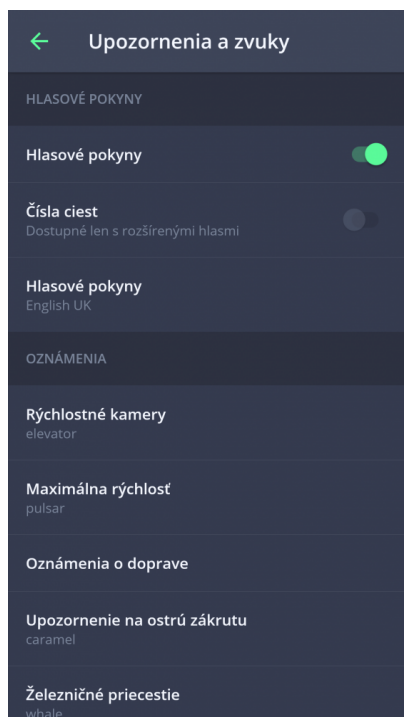 Upozornenia a zvuky
HLASOVÉ POKYNY
Hlasové pokyny
Čísla ciest
Dostupné len s rozšírenými hlasmi
Hlasové pokyny
English UK
OZNÁMENIA
Rýchlostné kamery
elevator
Maximálna rýchlosť
pulsar
Oznámenia o doprave
Upozornenie na ostrú zákrutu
caramel
Železničné priecestie
whale